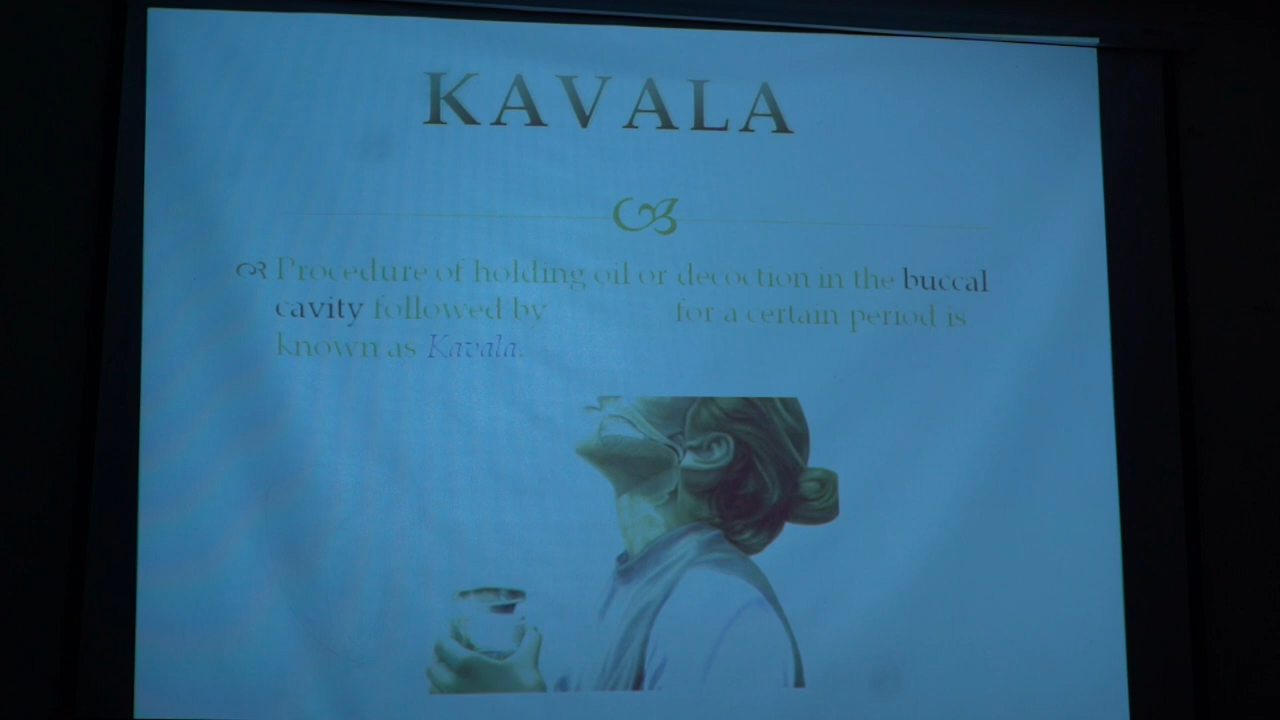 KAVALA
Procedure of holding oil or decoction in the buccal
cavity followed by for a certain period is
known as Kavala.